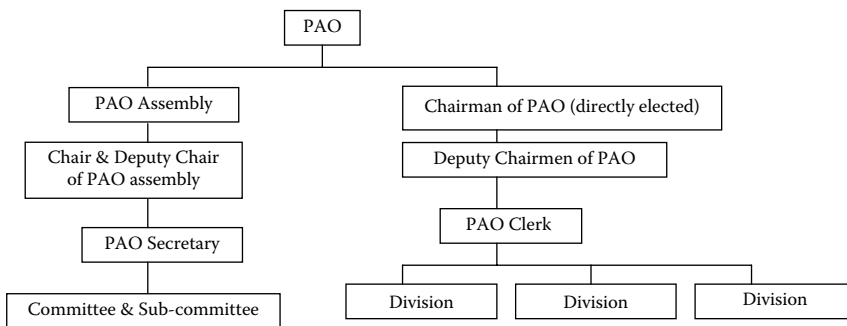 PAO
PAO Assembly
Chair & Deputy Chair
of PAO assembly
PAO Secretary
Committee & Sub-committee
Chairman of PAO (directly elected)
Deputy Chairmen of PAO
PAO Clerk
Division
Division
Division